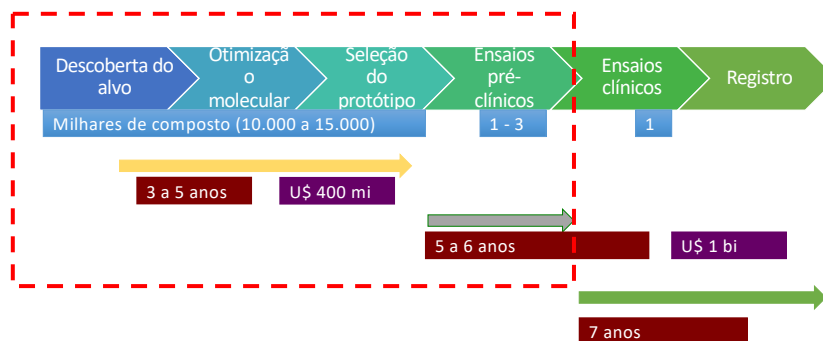 Descoberta do
alvo
Otimizaçã
o
molecular
Seleção
do
protótipo
Ensaios
pré-
clínicos
Ensaios
clínicos
Registro
Milhares de composto (10.000 a 15.000)
1 - 3
1
3 a 5 anos
U$ 400 mi
5 a 6 anos
U$ 1 bi
7 anos